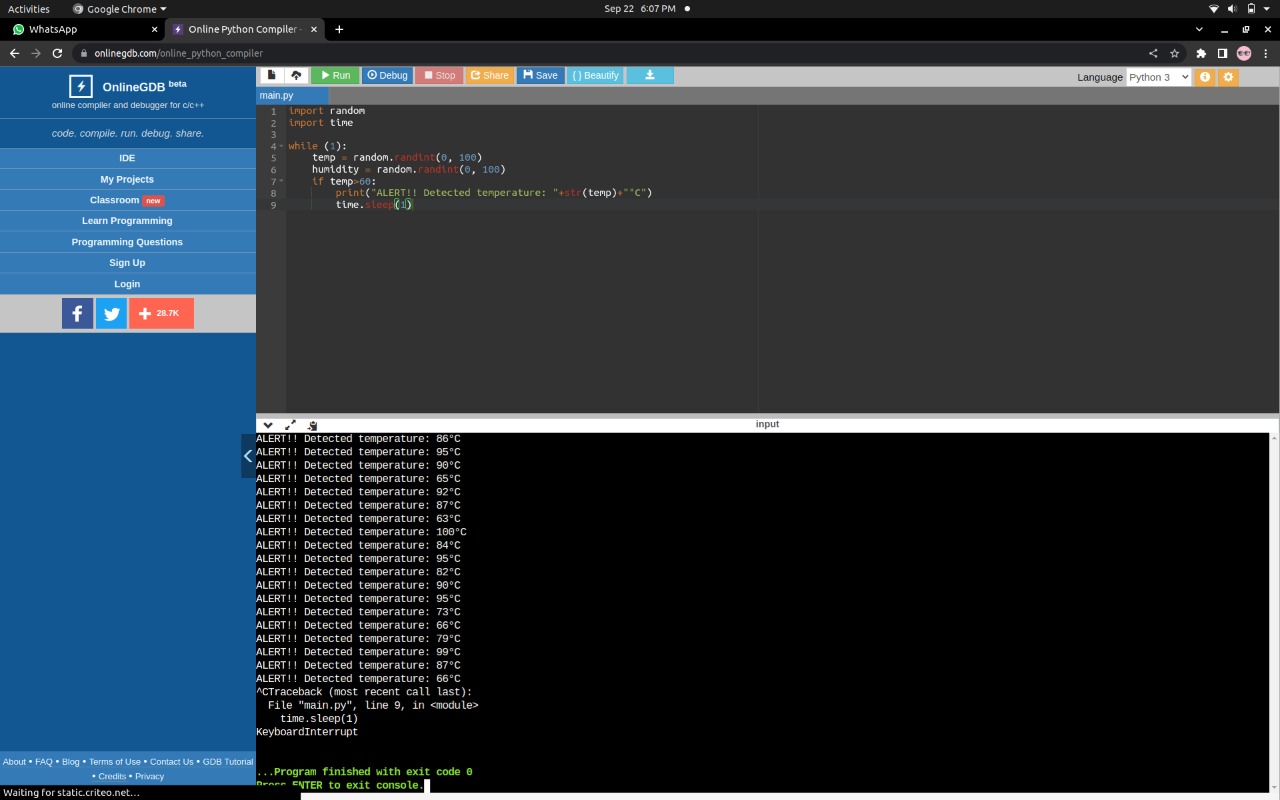 Activities
Google Chrome
Sep 22 6:07 PM
WhatsApp
Online Python Compiler -
onlinegdb.com/online_python_compiler
OnlineGDB beta
online compiler and debugger for c/c++
code. compile. run. debug. share.
IDE
My Projects
Classroom new
Learn Programming
Programming Questions
Sign Up
Login
f
+ 28.7K
About • FAQ • Blog • Terms of Use • Contact Us • GDB Tutorial
• Credits • Privacy
Waiting for static.criteo.net...
Run Debug Stop Share Save { } Beautify
Language Python 3
main.py
1 import random
2 import time
3
4 while (1):
5 temp = random.randint(0, 100)
6 humidity = random.randint(0, 100)
7 if temp>60:
8 print("ALERT!! Detected temperature: "+str(temp)+"°C")
9 time.sleep(1)
input
ALERT!! Detected temperature: 86°C
ALERT!! Detected temperature: 95°C
ALERT!! Detected temperature: 90°C
ALERT!! Detected temperature: 65°C
ALERT!! Detected temperature: 92°C
ALERT!! Detected temperature: 87°C
ALERT!! Detected temperature: 63°C
ALERT!! Detected temperature: 100°C
ALERT!! Detected temperature: 84°C
ALERT!! Detected temperature: 95°C
ALERT!! Detected temperature: 82°C
ALERT!! Detected temperature: 90°C
ALERT!! Detected temperature: 95°C
ALERT!! Detected temperature: 73°C
ALERT!! Detected temperature: 66°C
ALERT!! Detected temperature: 79°C
ALERT!! Detected temperature: 99°C
ALERT!! Detected temperature: 87°C
ALERT!! Detected temperature: 66°C
^CTraceback (most recent call last):
File "main.py", line 9, in <module>
time.sleep(1)
KeyboardInterrupt
...Program finished with exit code 0
Press ENTER to exit console.